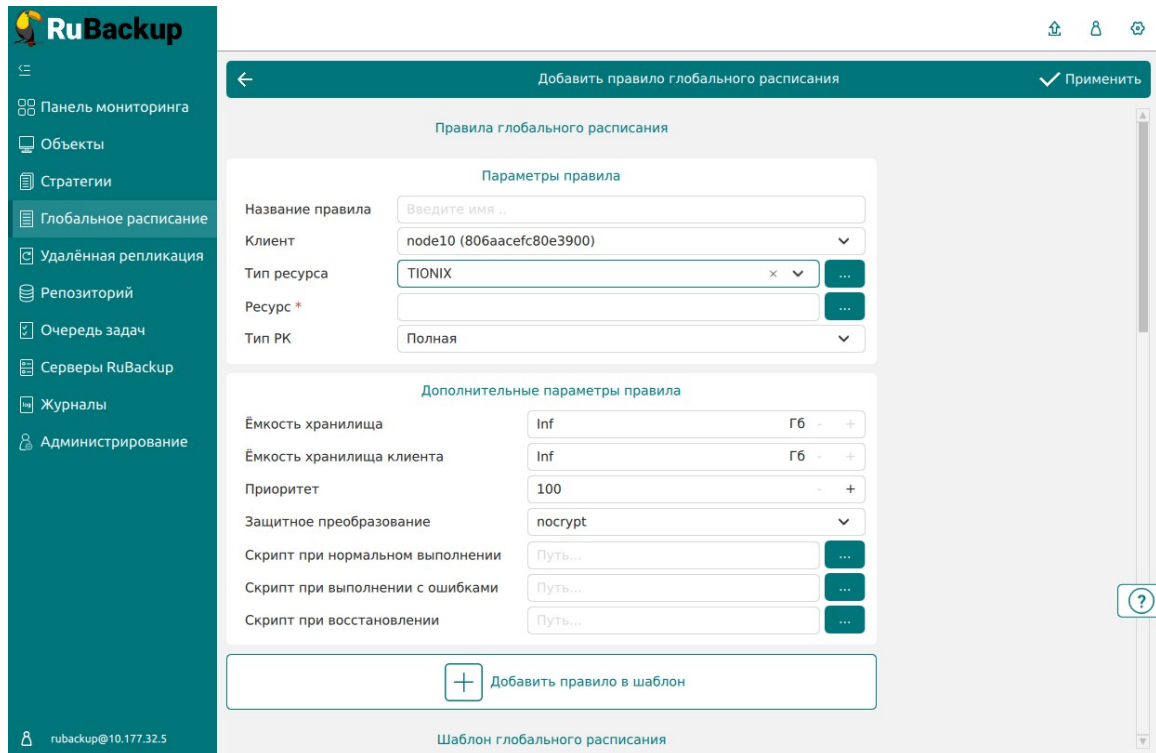 RuBackup
Панель мониторинга
Объекты
Стратегии
Глобальное расписание
Удалённая репликация
Репозиторий
Очередь задач
Серверы RuBackup
Журналы
Администрирование
rubackup@10.177.32.5
Добавить правило глобального расписания
Применить
Правила глобального расписания
Параметры правила
Название правила Введите имя ..
Клиент node10 (806aacefc80e3900)
Тип ресурса TIONIX × ...
Ресурс * ...
Тип РК Полная
Дополнительные параметры правила
Ёмкость хранилища Inf Гб - +
Ёмкость хранилища клиента Inf Гб - +
Приоритет 100 - +
Защитное преобразование nocrypt
Скрипт при нормальном выполнении Путь... ...
Скрипт при выполнении с ошибками Путь... ...
Скрипт при восстановлении Путь... ...
?
Добавить правило в шаблон
Шаблон глобального расписания